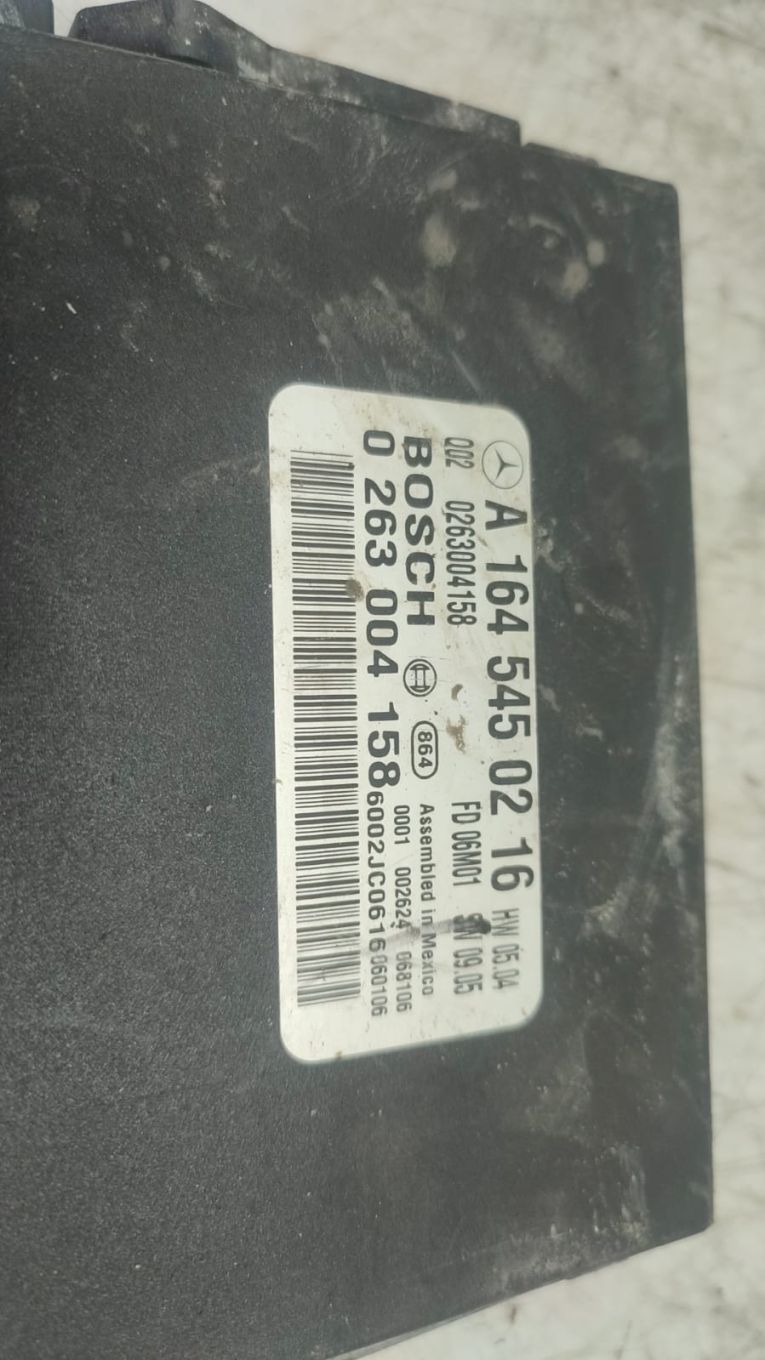 A 164 545 02 16 HW 05.04
Q02 0263004158 FD 06M01 SW 09.05
BOSCH 864 Assembled in Mexico
0001 002624 068106
0 263 004 158 6002JC0616060106